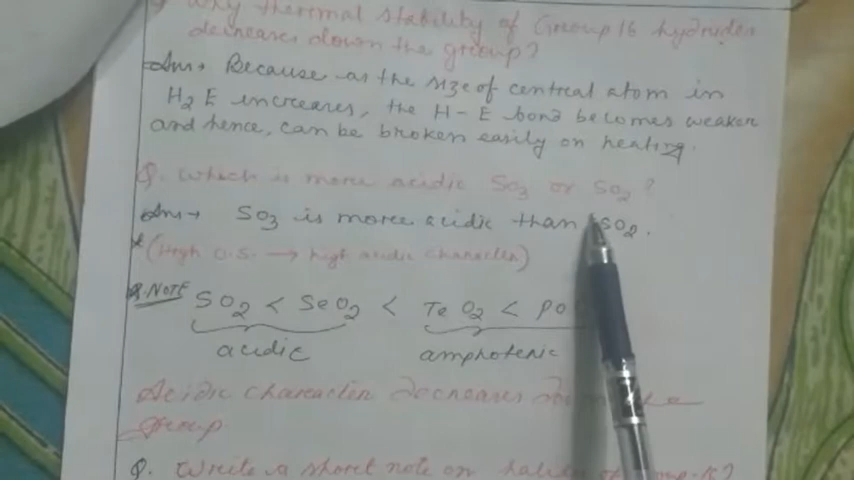 Why thermal stability of Group 16 hydrides
decreases down the group?
Ans → Because as the size of central atom in
H2E increases, the H-E bond becomes weaker
and hence, can be broken easily on heating.
Q. Which is more acidic SO3 or SO2?
Ans → SO3 is more acidic than SO2.
* (High O.S. → high acidic character)
NOTE SO2 < SeO2 < TeO2 < PO
acidic amphoteric
Acidic character decreases
group
Q. Write a short note on